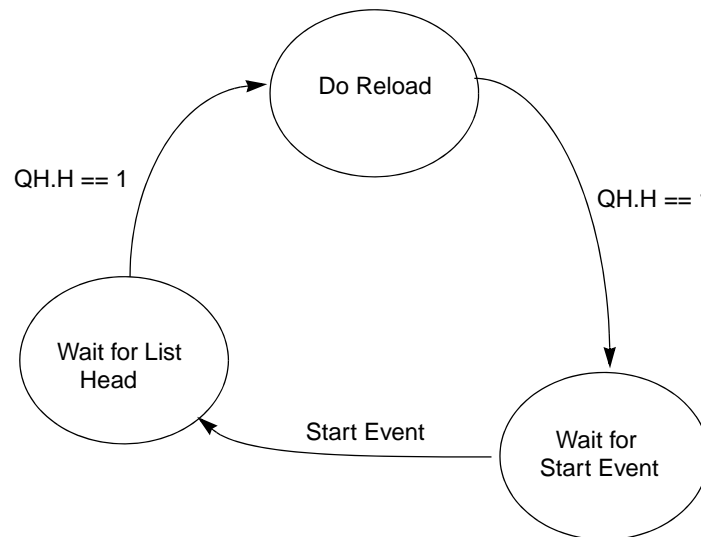 Do Reload
QH.H == 1
QH.H ==
Wait for List
Head
Start Event
Wait for
Start Event